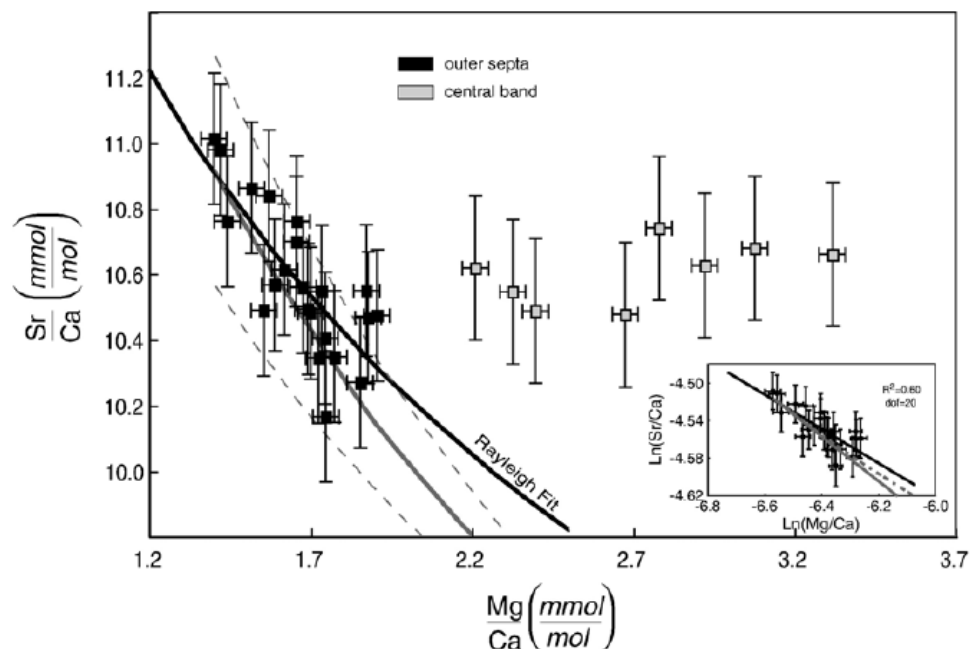 outer septa
central band
11.2
11.0
10.8
10.6
10.4
10.2
10.0
Sr
Ca
(mmol
mol)
Rayleigh Fit
1.2 1.7 2.2 2.7 3.2 3.7
Mg
Ca
(mmol
mol)
-4.50
-4.54
-4.58
-4.62
Ln(Sr/Ca)
R²=0.60
dof=20
-6.8 -6.6 -6.4 -6.2 -6.0
Ln(Mg/Ca)